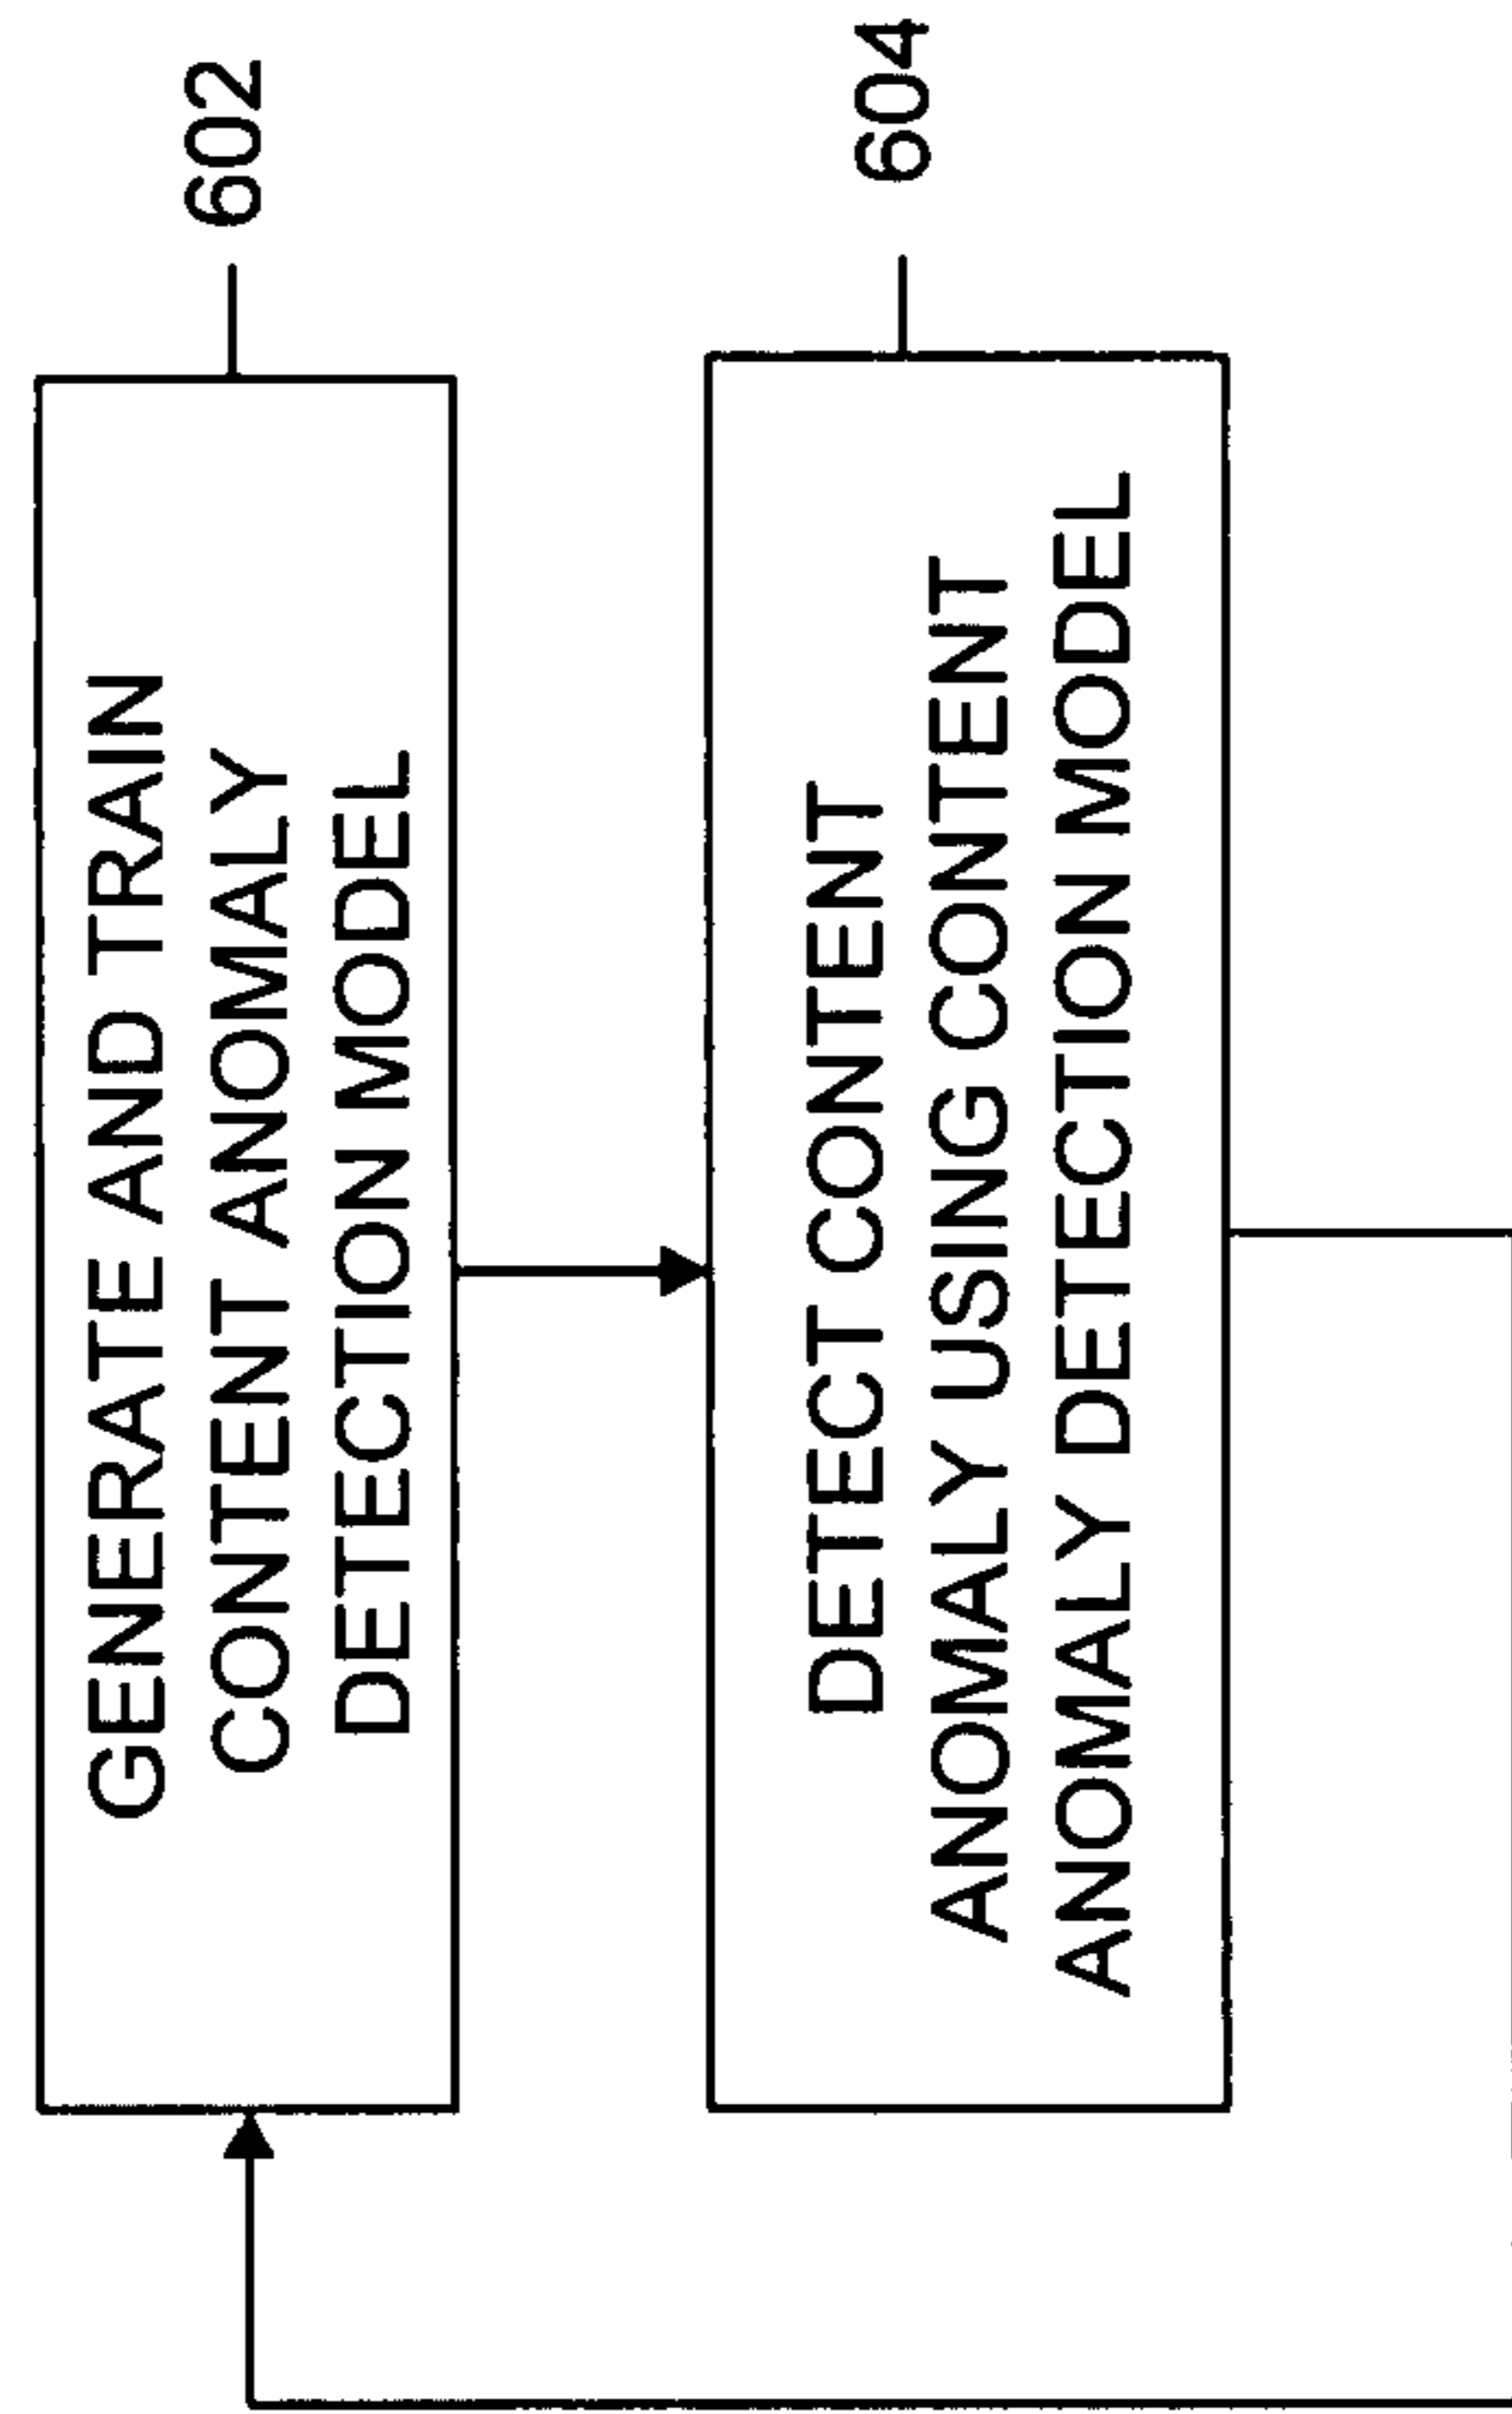 GENERATE AND TRAIN
CONTENT ANOMALY
DETECTION MODEL
602
DETECT CONTENT
ANOMALY USING CONTENT
ANOMALY DETECTION MODEL
604